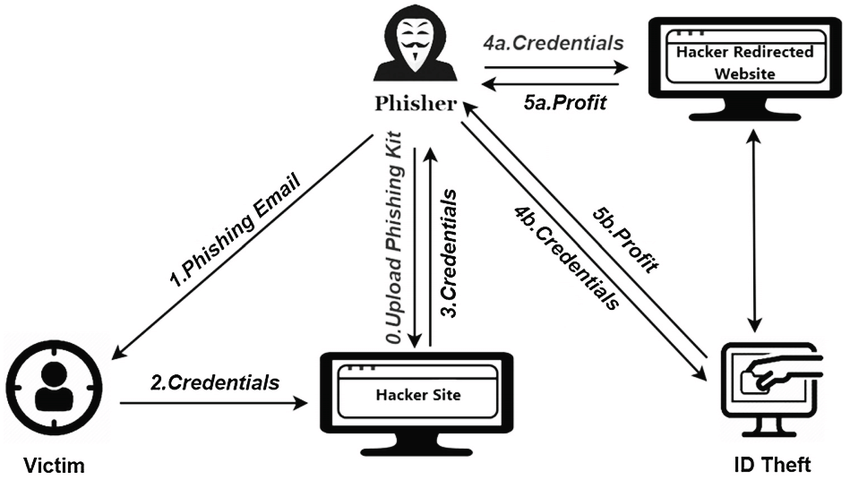 4a.Credentials
Hacker Redirected
Website
Phisher
5a.Profit
0.Upload Phishing Kit
3.Credentials
1.Phishing Email
5b.Profit
4b.Credentials
2.Credentials
Hacker Site
Victim
ID Theft